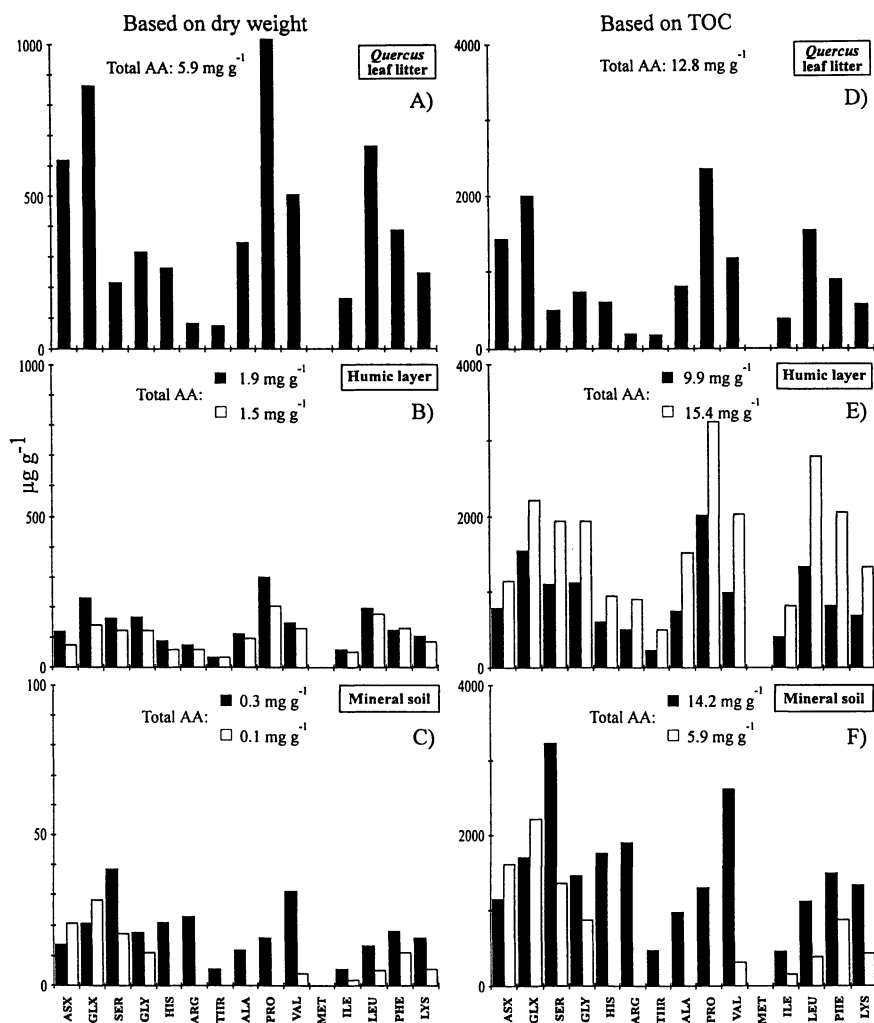 Based on dry weight
Based on TOC
1000
500
0
Total AA: 5.9 mg g⁻¹
Quercus
leaf litter
A)
4000
2000
0
Total AA: 12.8 mg g⁻¹
Quercus
leaf litter
D)
µg g⁻¹
1000
500
0
Total AA:
1.9 mg g⁻¹
1.5 mg g⁻¹
Humic layer
B)
4000
2000
0
Total AA:
9.9 mg g⁻¹
15.4 mg g⁻¹
Humic layer
E)
100
50
0
Total AA:
0.3 mg g⁻¹
0.1 mg g⁻¹
Mineral soil
C)
4000
2000
0
Total AA:
14.2 mg g⁻¹
5.9 mg g⁻¹
Mineral soil
F)
ASX
GLX
SER
GLY
HIS
ARG
THR
ALA
PRO
VAL
MET
ILE
LEU
PHE
LYS
ASX
GLX
SER
GLY
HIS
ARG
THR
ALA
PRO
VAL
MET
ILE
LEU
PHE
LYS